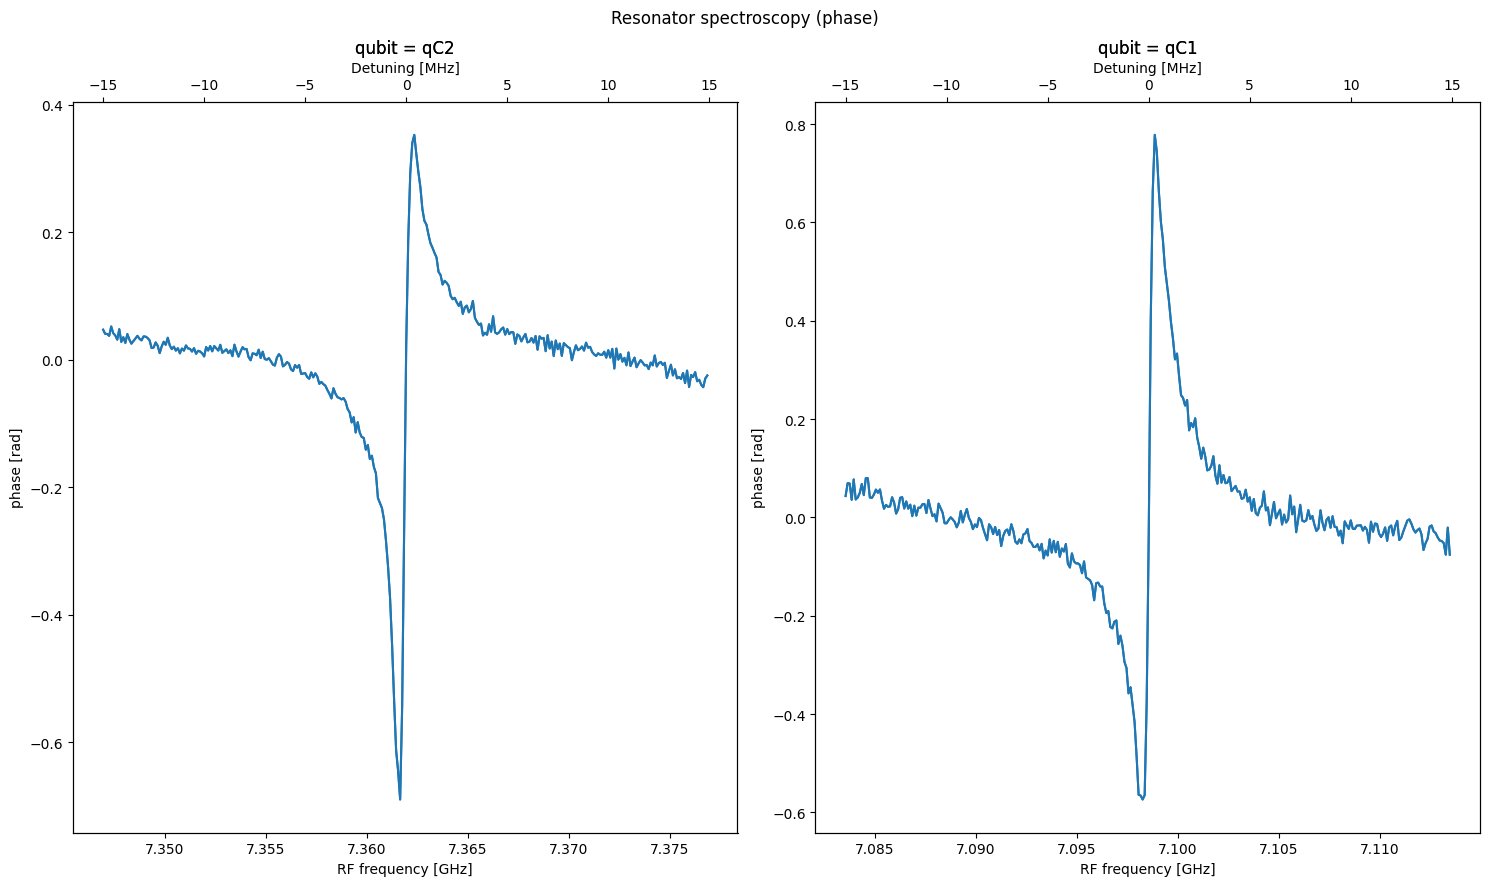 Resonator spectroscopy (phase)
qubit = qC2
Detuning [MHz]
−15 −10 −5 0 5 10 15
0.4
0.2
0.0
−0.2
−0.4
−0.6
phase [rad]
7.350 7.355 7.360 7.365 7.370 7.375
RF frequency [GHz]
qubit = qC1
Detuning [MHz]
−15 −10 −5 0 5 10 15
0.8
0.6
0.4
0.2
0.0
−0.2
−0.4
−0.6
phase [rad]
7.085 7.090 7.095 7.100 7.105 7.110
RF frequency [GHz]